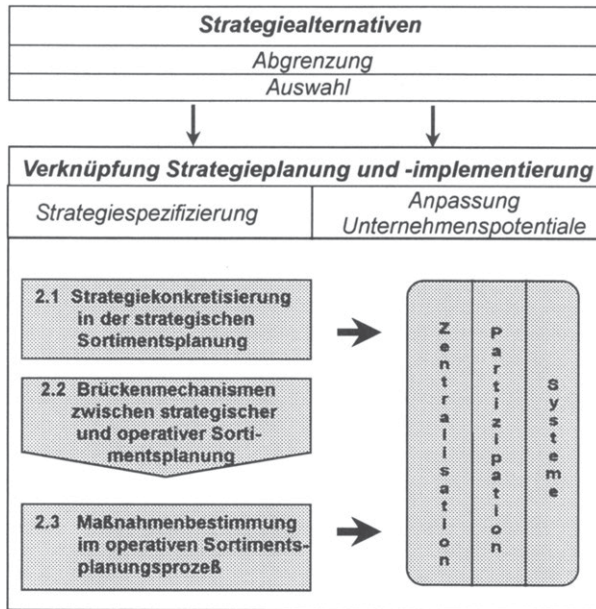 Strategiealternativen
Abgrenzung
Auswahl
Verknüpfung Strategieplanung und -implementierung
Strategiespezifizierung
Anpassung
Unternehmenspotentiale
2.1 Strategiekonkretisierung
in der strategischen
Sortimentsplanung
2.2 Brückenmechanismen
zwischen strategischer
und operativer Sorti-
mentsplanung
2.3 Maßnahmenbestimmung
im operativen Sortiments-
planungsprozeß
Zentralisation
Partizipation
Systeme